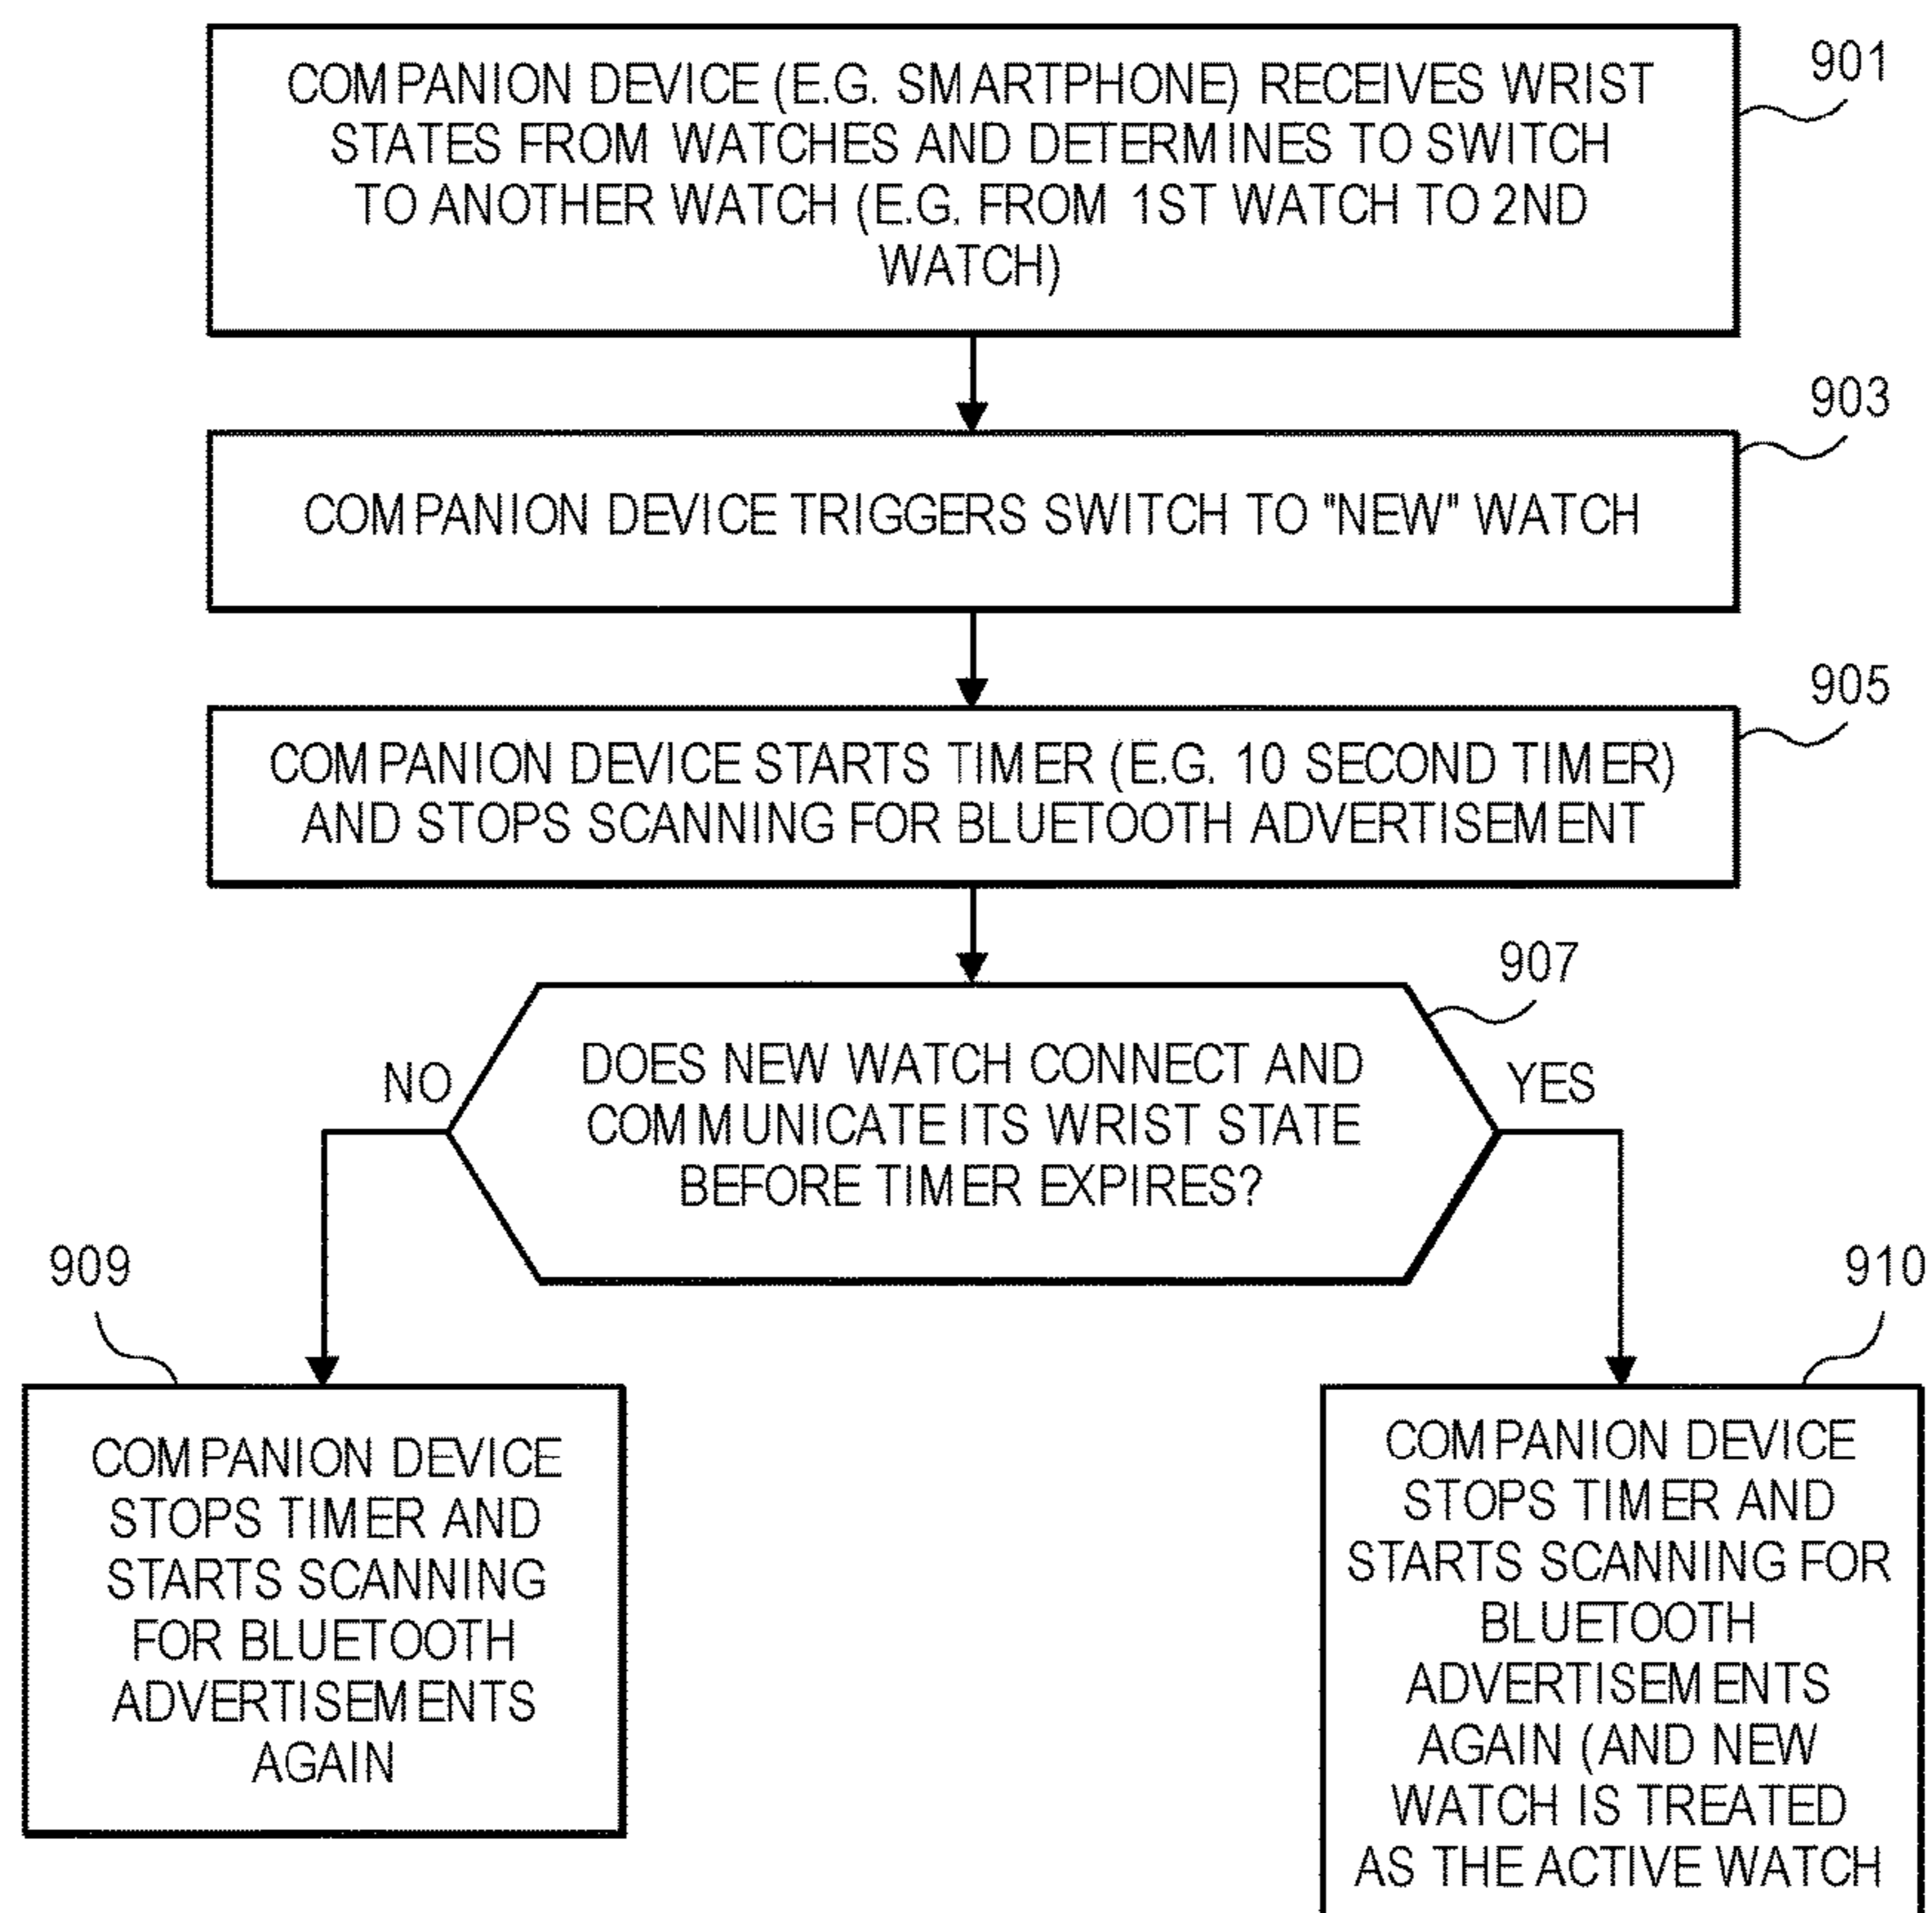 COMPANION DEVICE (E.G. SMARTPHONE) RECEIVES WRIST
STATES FROM WATCHES AND DETERMINES TO SWITCH
TO ANOTHER WATCH (E.G. FROM 1ST WATCH TO 2ND
WATCH)
901
903
COMPANION DEVICE TRIGGERS SWITCH TO "NEW" WATCH
905
COMPANION DEVICE STARTS TIMER (E.G. 10 SECOND TIMER)
AND STOPS SCANNING FOR BLUETOOTH ADVERTISEMENT
907
DOES NEW WATCH CONNECT AND
COMMUNICATE ITS WRIST STATE
BEFORE TIMER EXPIRES?
NO
YES
909
COMPANION DEVICE
STOPS TIMER AND
STARTS SCANNING
FOR BLUETOOTH
ADVERTISEMENTS
AGAIN
910
COMPANION DEVICE
STOPS TIMER AND
STARTS SCANNING FOR
BLUETOOTH
ADVERTISEMENTS
AGAIN (AND NEW
WATCH IS TREATED
AS THE ACTIVE WATCH